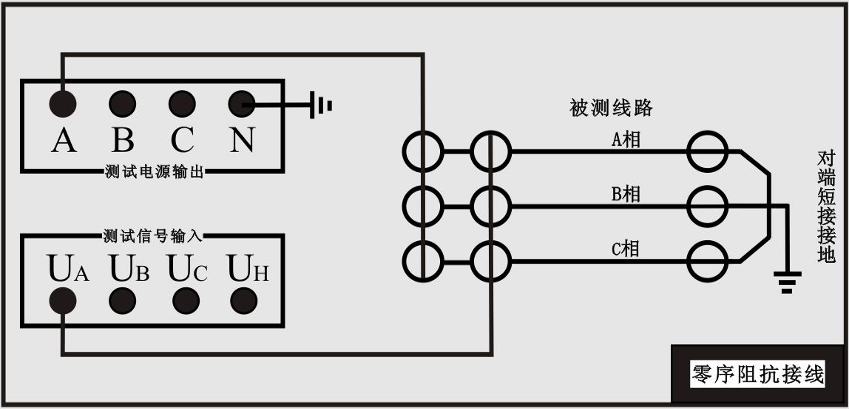 A B C N
测试电源输出
测试信号输入
UA UB UC UH
被测线路
A相
B相
C相
对端短接接地
零序阻抗接线